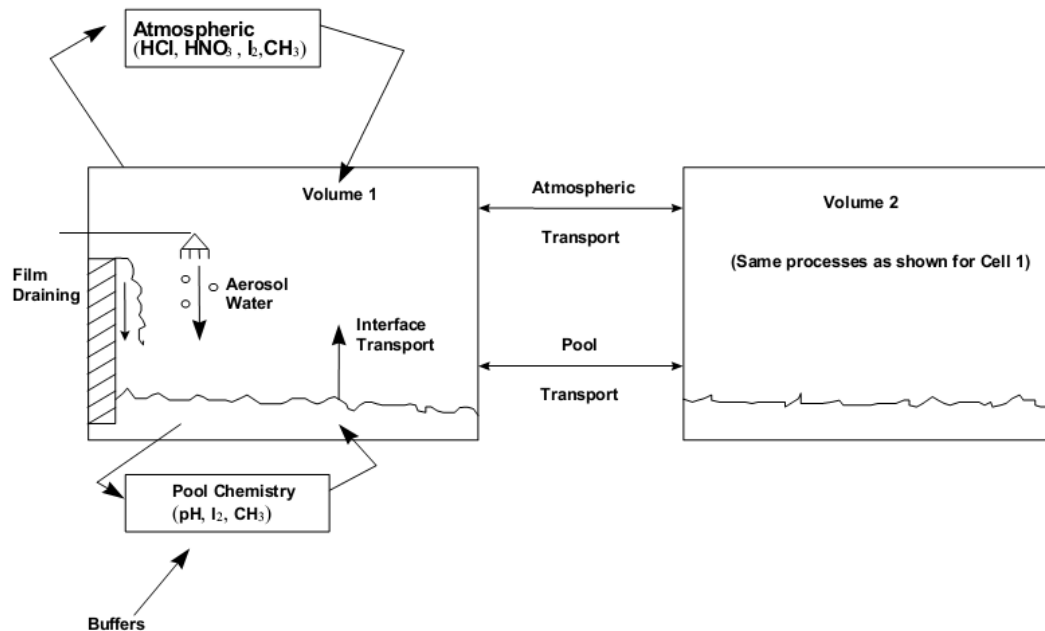 Atmospheric
(HCl, HNO₃, I₂,CH₃)
Volume 1
Film
Draining
Aerosol
Water
Interface
Transport
Pool Chemistry
(pH, I₂, CH₃)
Buffers
Atmospheric
Transport
Pool
Transport
Volume 2
(Same processes as shown for Cell 1)